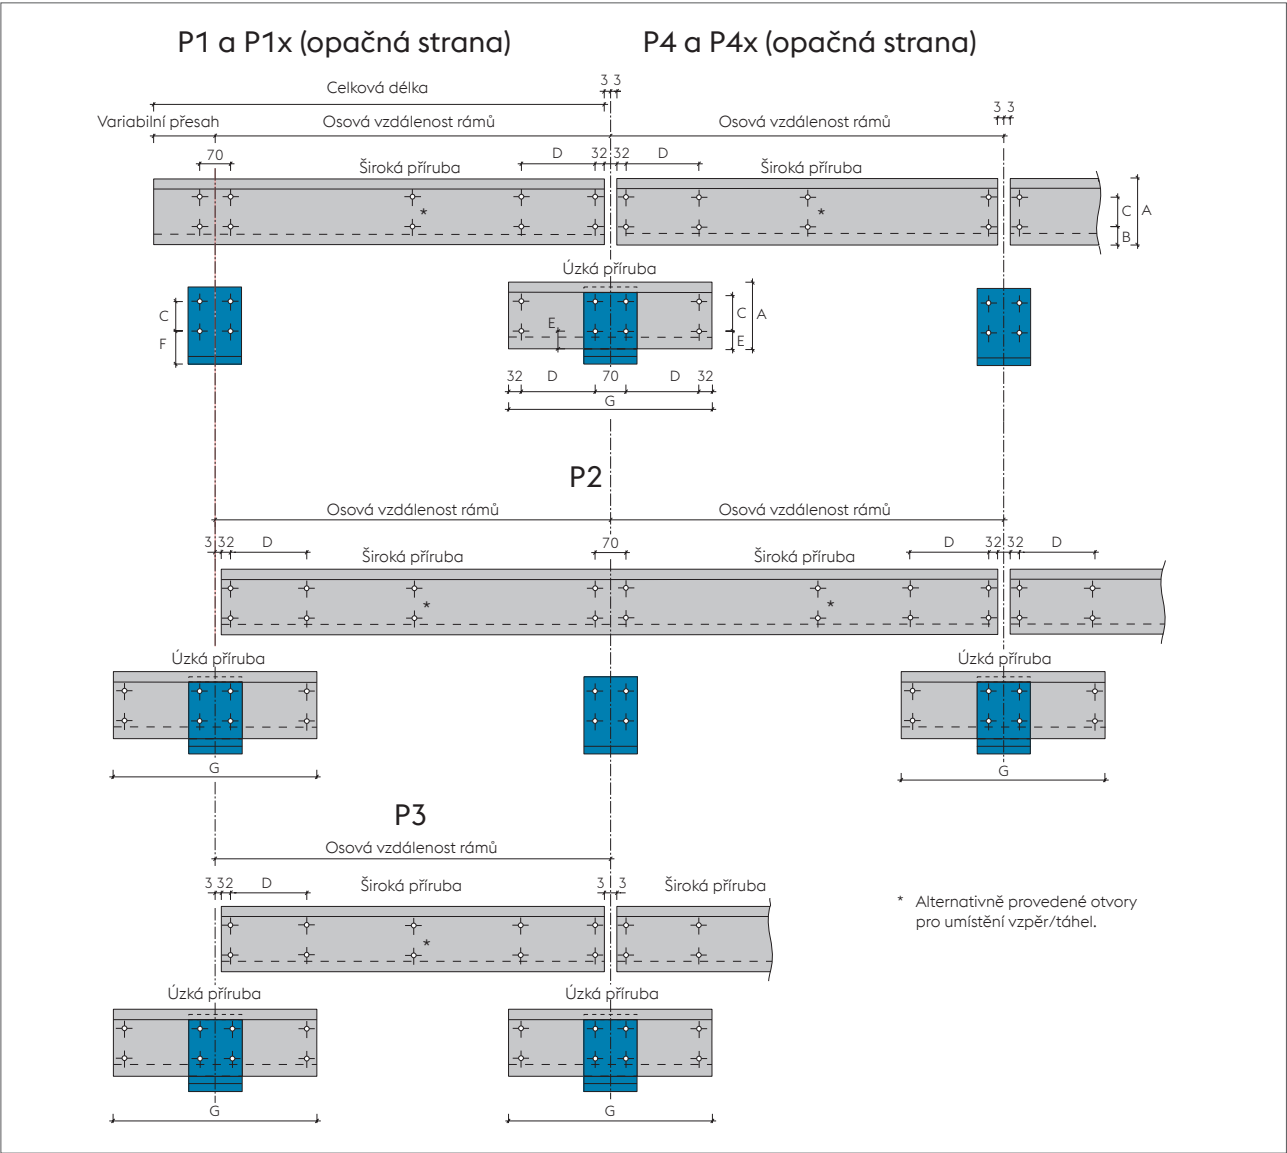 P1 a P1x (opačná strana)
P4 a P4x (opačná strana)
3 3
Celková délka
3 3
Variabilní přesah
Osová vzdálenost rámů
Osová vzdálenost rámů
70
D
32
32
D
Široká příruba
Široká příruba
*
*
C
A
B
Úzká příruba
C
F
E
C
A
E
32
D
70
D
32
G
P2
Osová vzdálenost rámů
Osová vzdálenost rámů
3
32
D
70
D
32
32
D
Široká příruba
Široká příruba
*
*
Úzká příruba
Úzká příruba
G
G
P3
Osová vzdálenost rámů
3
32
D
Široká příruba
3
3
Široká příruba
*
* Alternativně provedené otvory
pro umístění vzpěr/táhel.
Úzká příruba
Úzká příruba
G
G